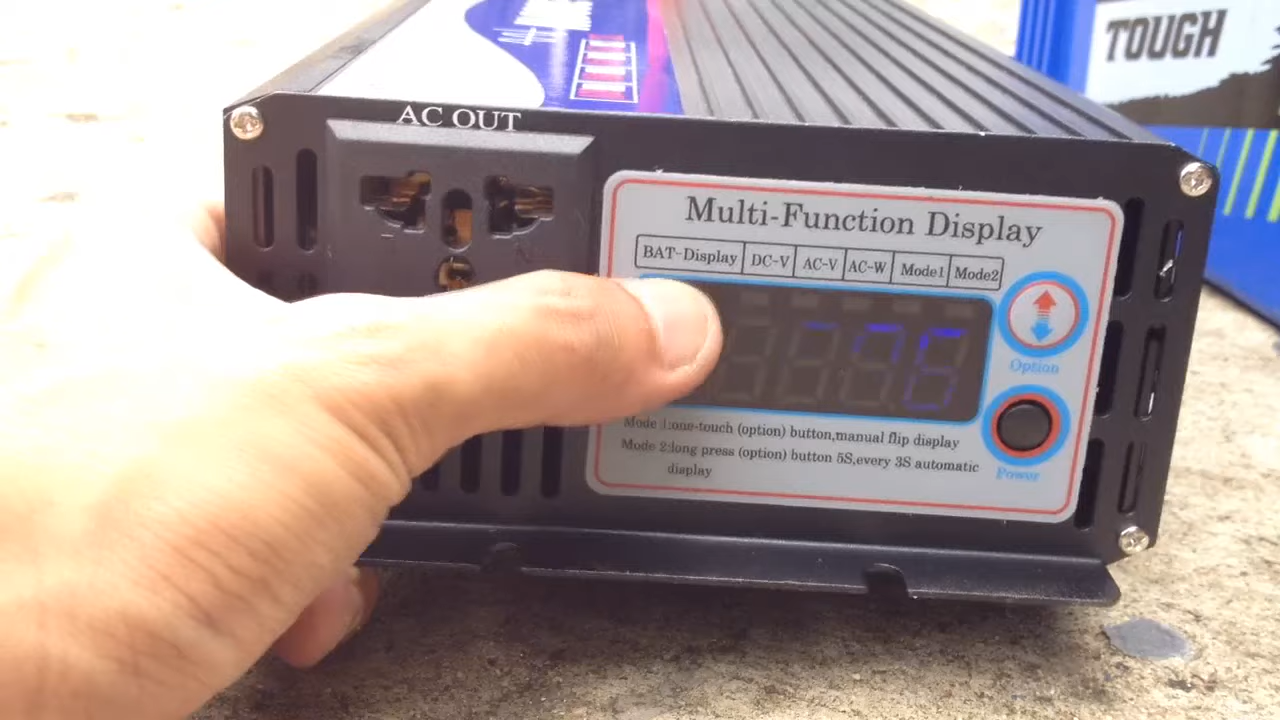 TOUGH
AC OUT
Multi-Function Display
BAT-Display DC-V AC-V AC-W Mode1 Mode2
Option
Mode 1:one-touch (option) button,manual flip display
Mode 2:long press (option) button 5S,every 3S automatic
display
Power